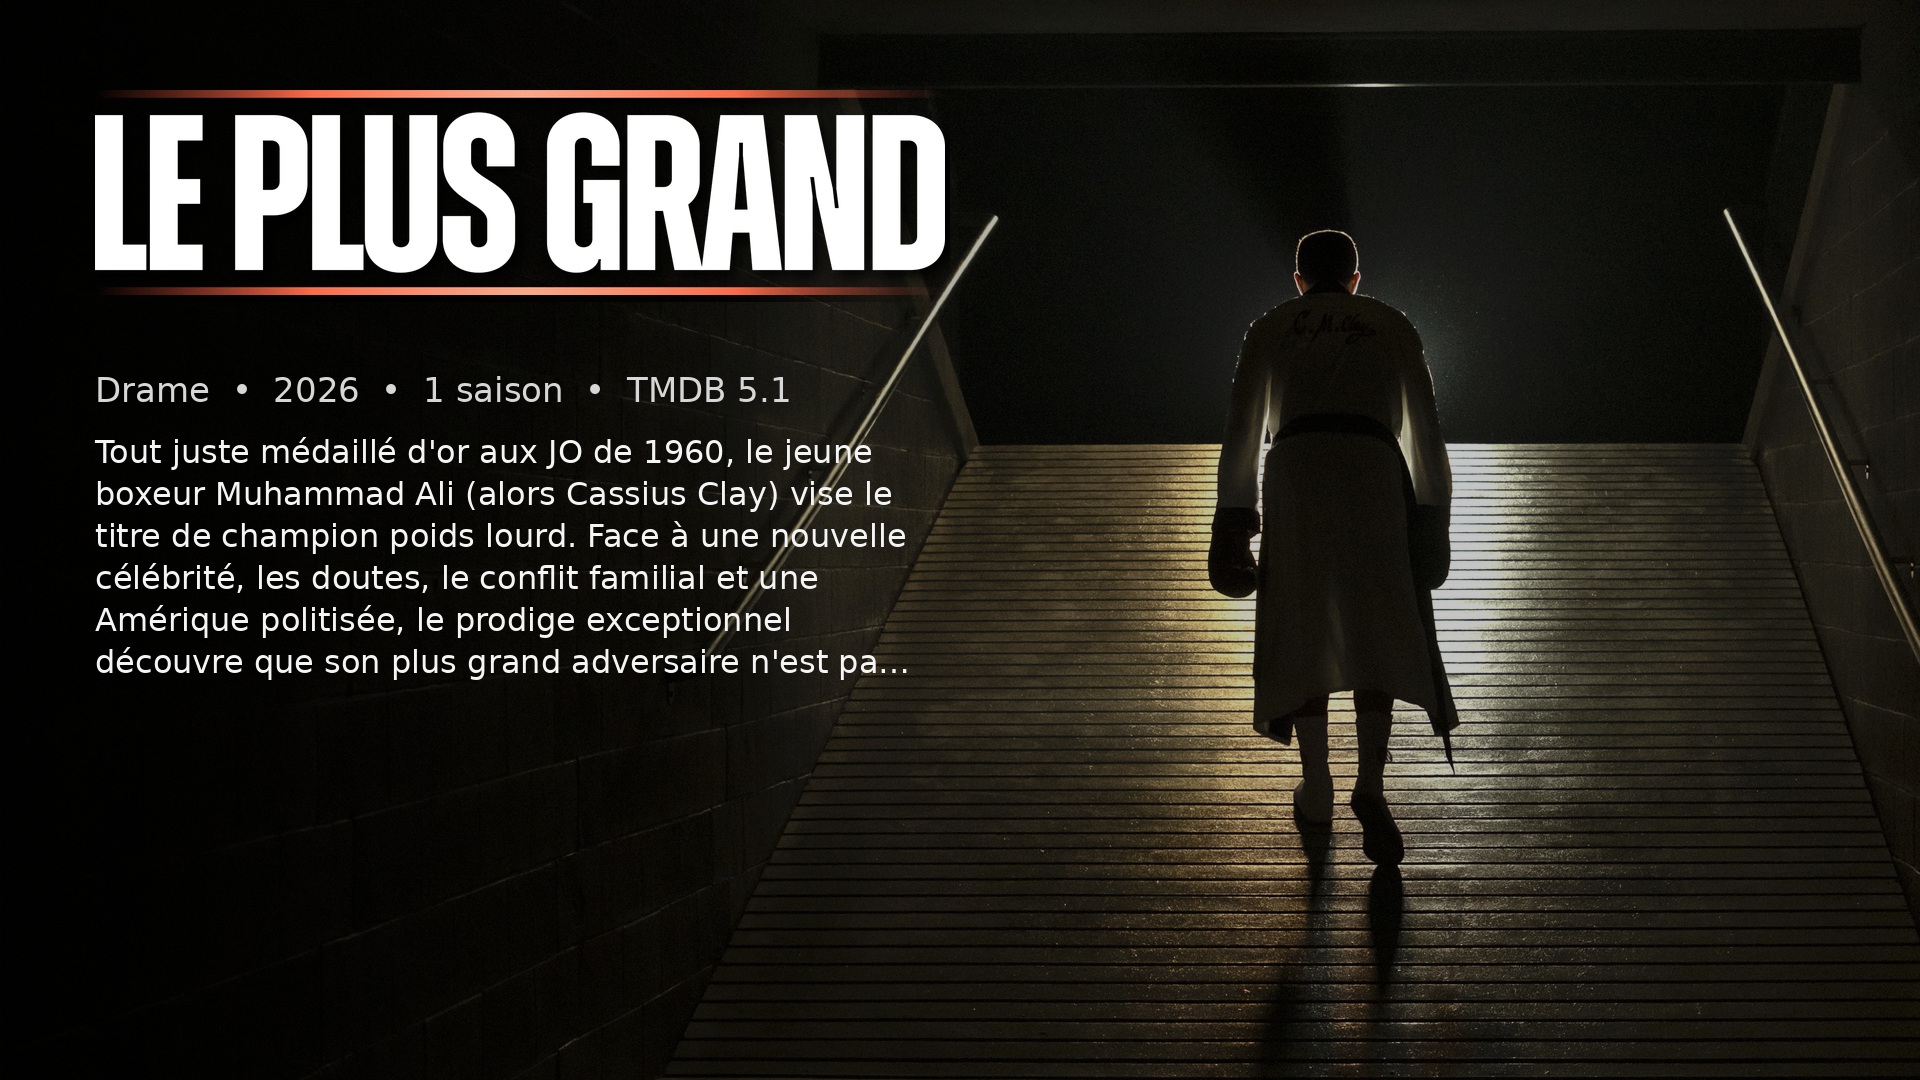 LE PLUS GRAND
Drame • 2026 • 1 saison • TMDB 5.1
Tout juste médaillé d'or aux JO de 1960, le jeune
boxeur Muhammad Ali (alors Cassius Clay) vise le
titre de champion poids lourd. Face à une nouvelle
célébrité, les doutes, le conflit familial et une
Amérique politisée, le prodige exceptionnel
découvre que son plus grand adversaire n'est pa...